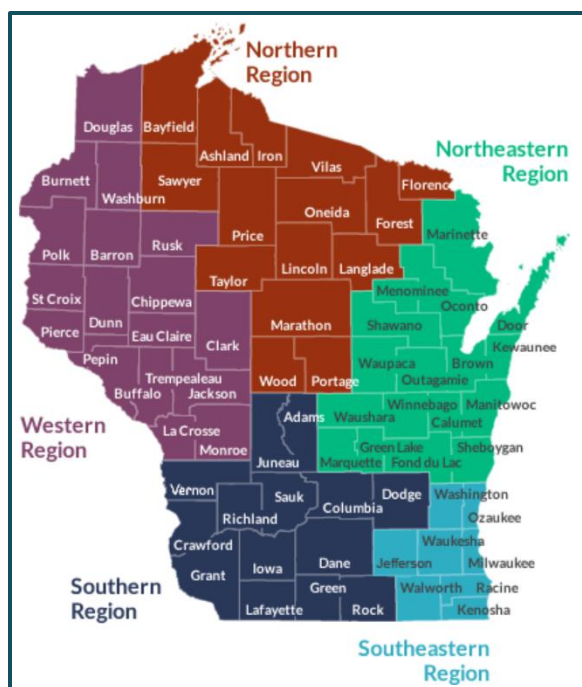 Northern
Region
Northeastern
Region
Douglas
Bayfield
Ashland
Iron
Vilas
Florenc
Burnett
Washburn
Sawyer
Oneida
Forest
Marinette
Rusk
Price
Polk
Barron
Lincoln
Langlade
Taylor
Menominee
Oconto
St Croix
Chippewa
Door
Dunn
Marathon
Shawano
Pierce
Eau Claire
Clark
Kewaunee
Pepin
Waupaca
Brown
Trempealeau
Wood
Portage
Outagamie
Buffalo
Jackson
Western
Region
Adams
Waushara
Winnebago
Manitowoc
Calumet
La Crosse
Monroe
Juneau
Green Lake
Sheboygan
Marquette
Fond du Lac
Vernon
Sauk
Columbia
Dodge
Washington
Richland
Ozaukee
Crawford
Waukesha
Iowa
Dane
Jefferson
Milwaukee
Grant
Southern
Region
Green
Walworth
Racine
Lafayette
Rock
Kenosha
Southeastern
Region